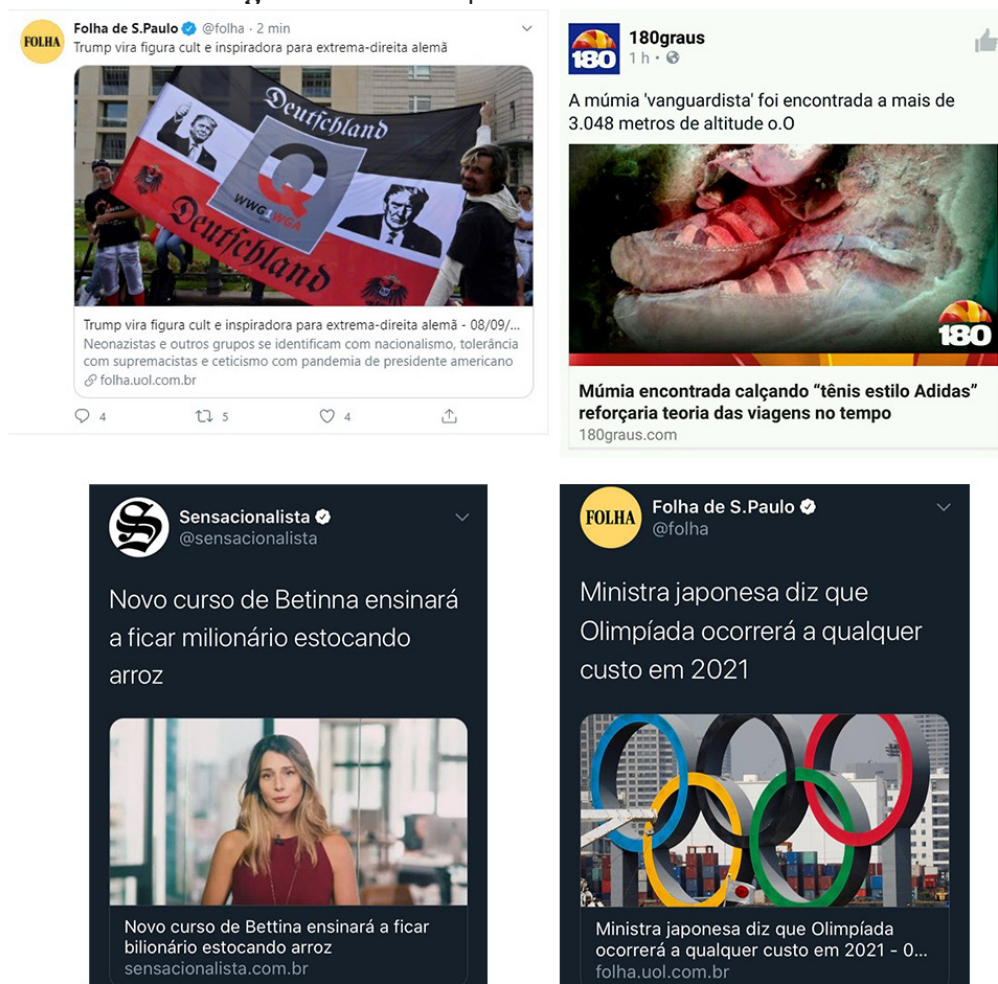 FOLHA
Folha de S.Paulo @folha · 2 min
Trump vira figura cult e inspiradora para extrema-direita alemã
Deutschland
Q
WWG1WGA
Deutschland
Trump vira figura cult e inspiradora para extrema-direita alemã - 08/09/...
Neonazistas e outros grupos se identificam com nacionalismo, tolerância
com supremacistas e ceticismo com pandemia de presidente americano
folha.uol.com.br
4 5 4
180
180graus
1 h ·
A múmia 'vanguardista' foi encontrada a mais de
3.048 metros de altitude o.O
180
Múmia encontrada calçando “tênis estilo Adidas”
reforçaria teoria das viagens no tempo
180graus.com
S
Sensacionalista
@sensacionalista
Novo curso de Betinna ensinará
a ficar milionário estocando
arroz
Novo curso de Bettina ensinará a ficar
bilionário estocando arroz
sensacionalista.com.br
FOLHA
Folha de S.Paulo
@folha
Ministra japonesa diz que
Olimpíada ocorrerá a qualquer
custo em 2021
Ministra japonesa diz que Olimpíada
ocorrerá a qualquer custo em 2021 - 0...
folha.uol.com.br